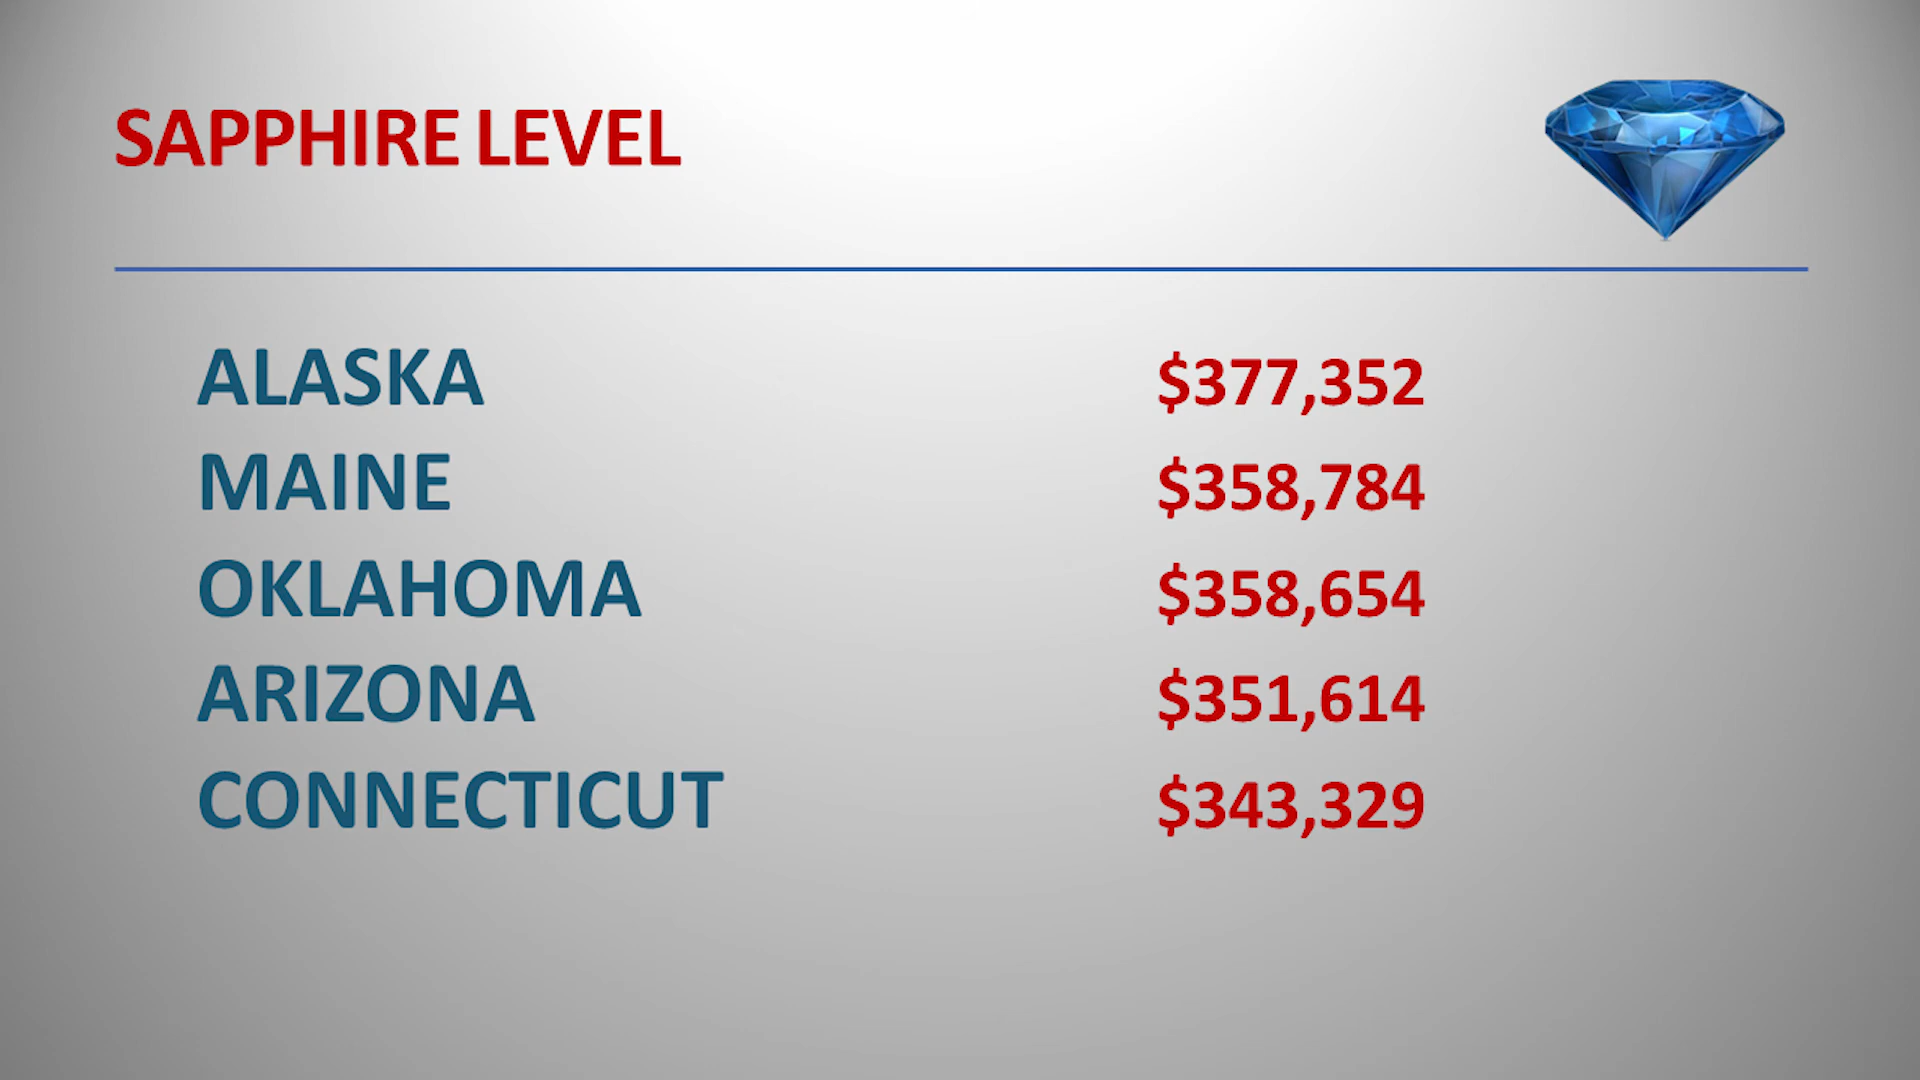 SAPPHIRE LEVEL
ALASKA $377,352
MAINE $358,784
OKLAHOMA $358,654
ARIZONA $351,614
CONNECTICUT $343,329